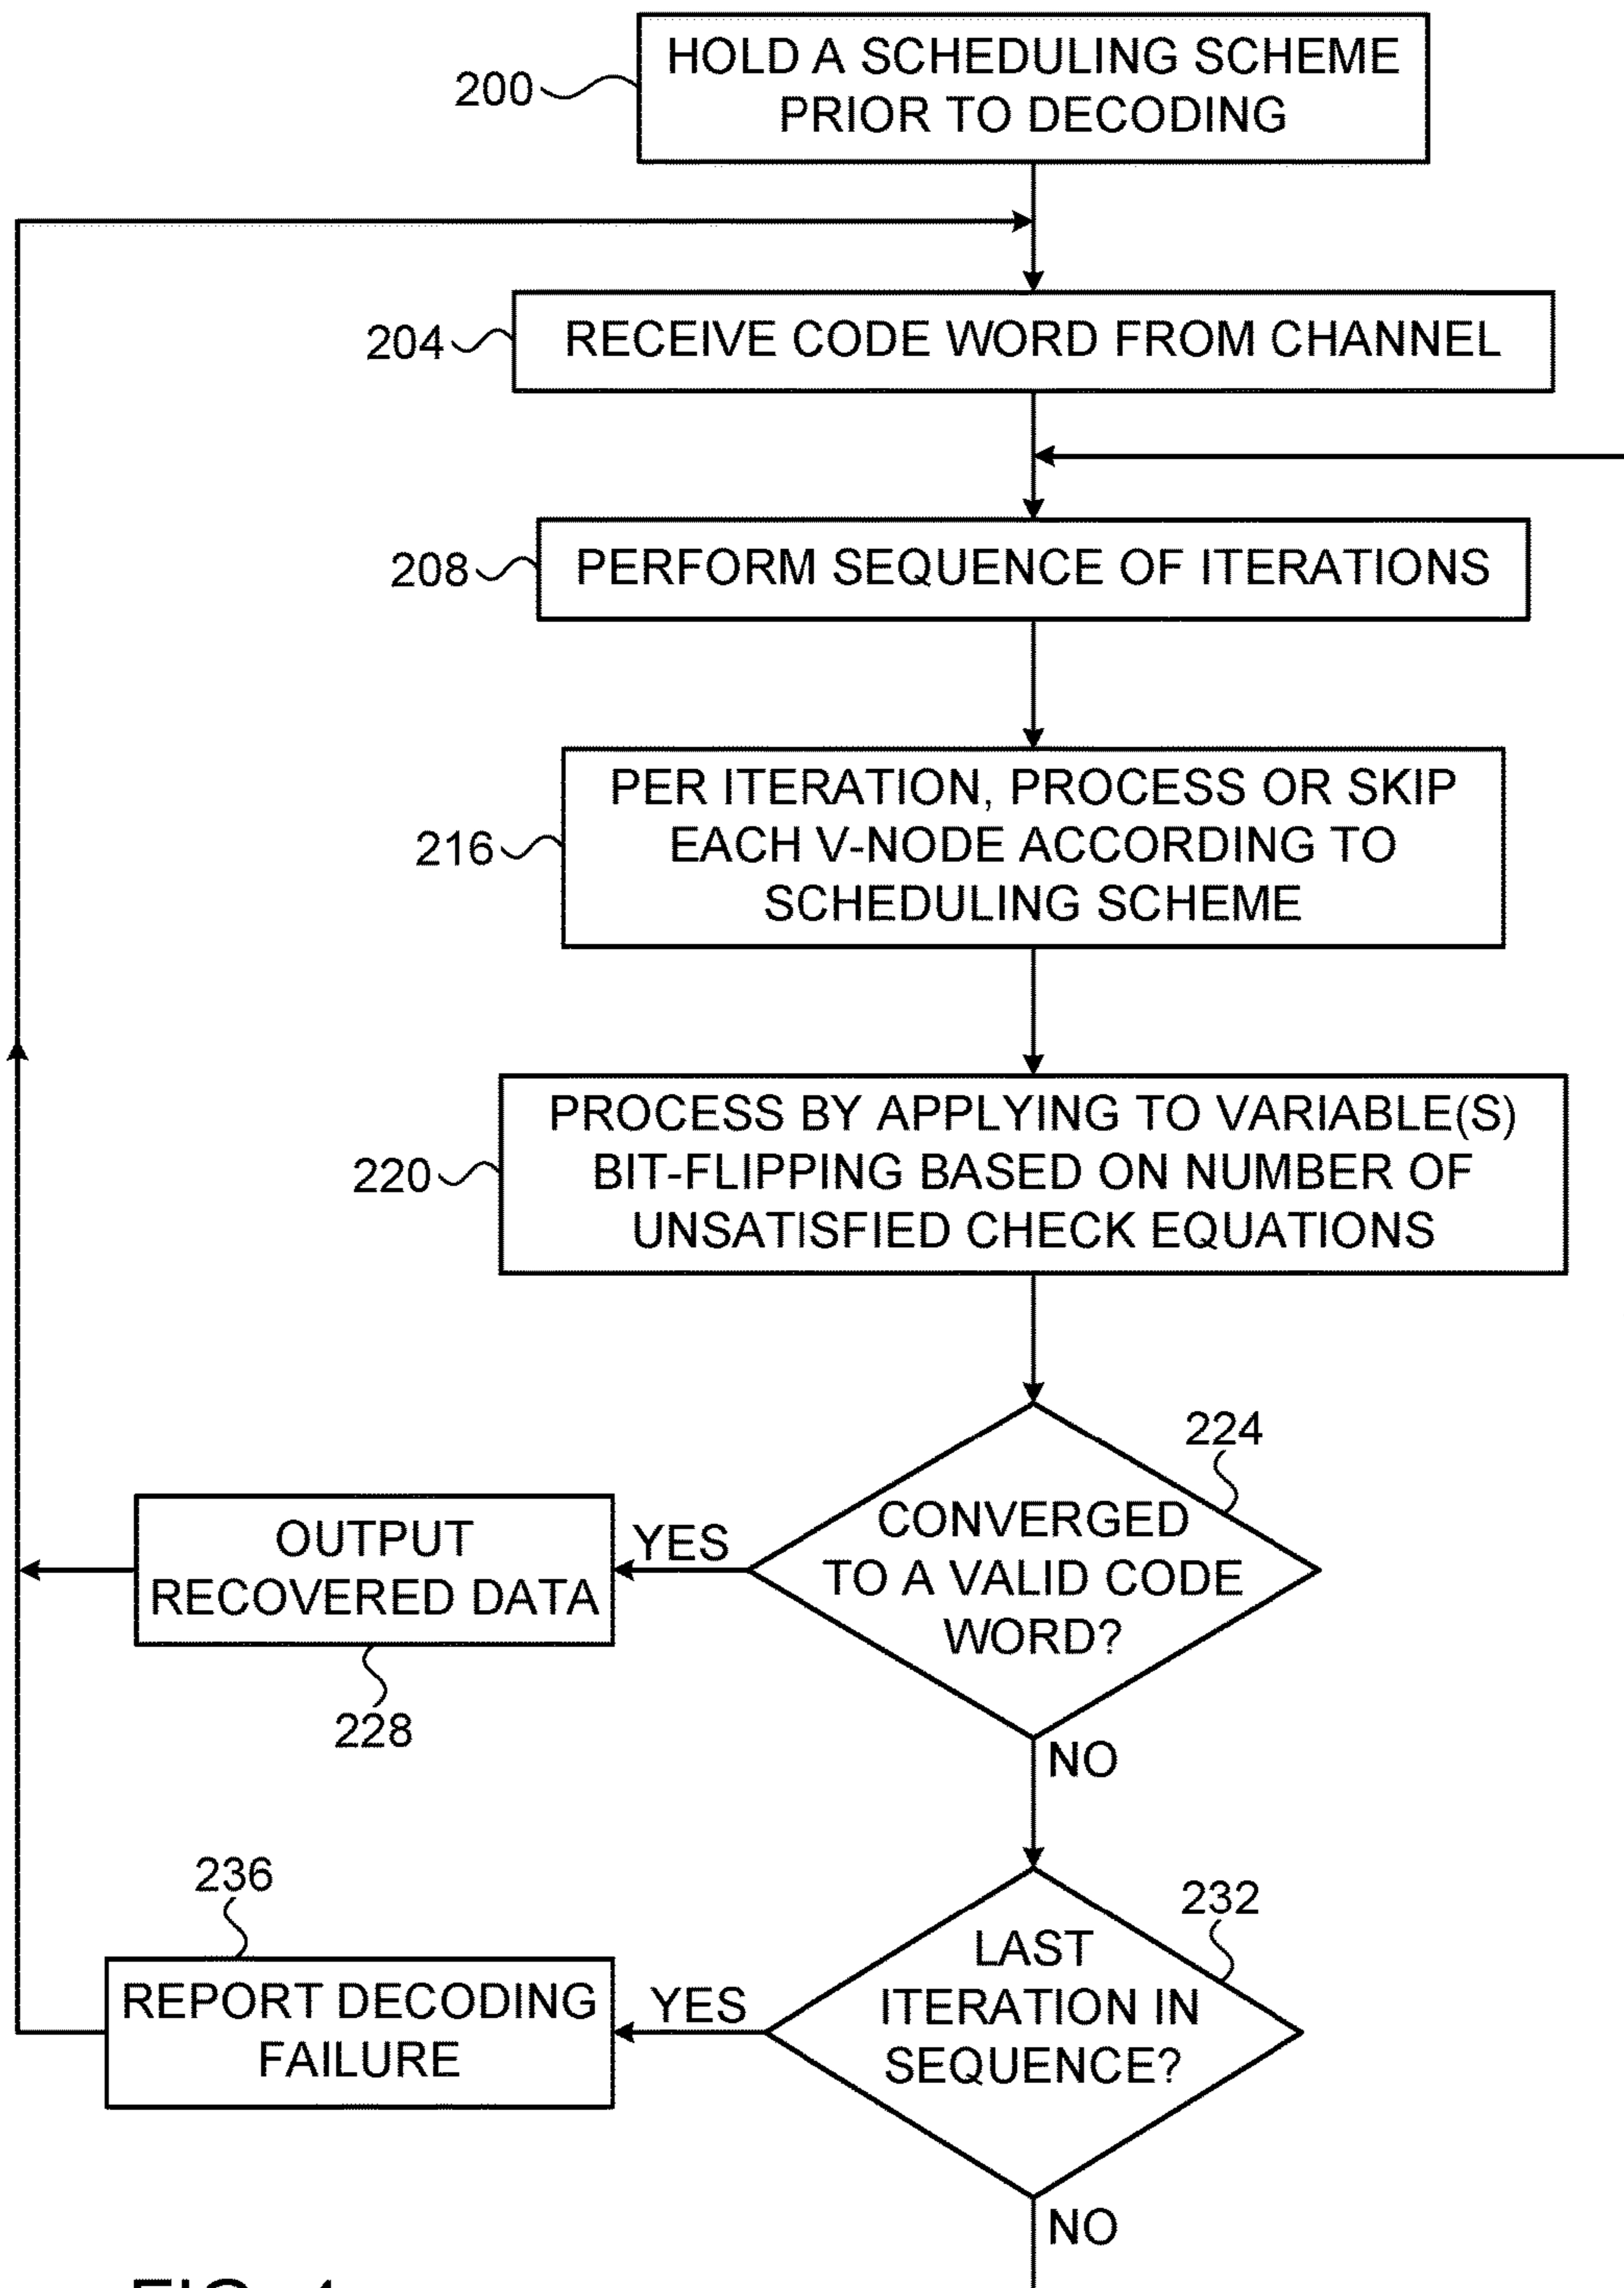 HOLD A SCHEDULING SCHEME
PRIOR TO DECODING
200
RECEIVE CODE WORD FROM CHANNEL
204
PERFORM SEQUENCE OF ITERATIONS
208
PER ITERATION, PROCESS OR SKIP
EACH V-NODE ACCORDING TO
SCHEDULING SCHEME
216
PROCESS BY APPLYING TO VARIABLE(S)
BIT-FLIPPING BASED ON NUMBER OF
UNSATISFIED CHECK EQUATIONS
220
224
CONVERGED
TO A VALID CODE
WORD?
YES
OUTPUT
RECOVERED DATA
228
NO
232
LAST
ITERATION IN
SEQUENCE?
YES
236
REPORT DECODING
FAILURE
NO